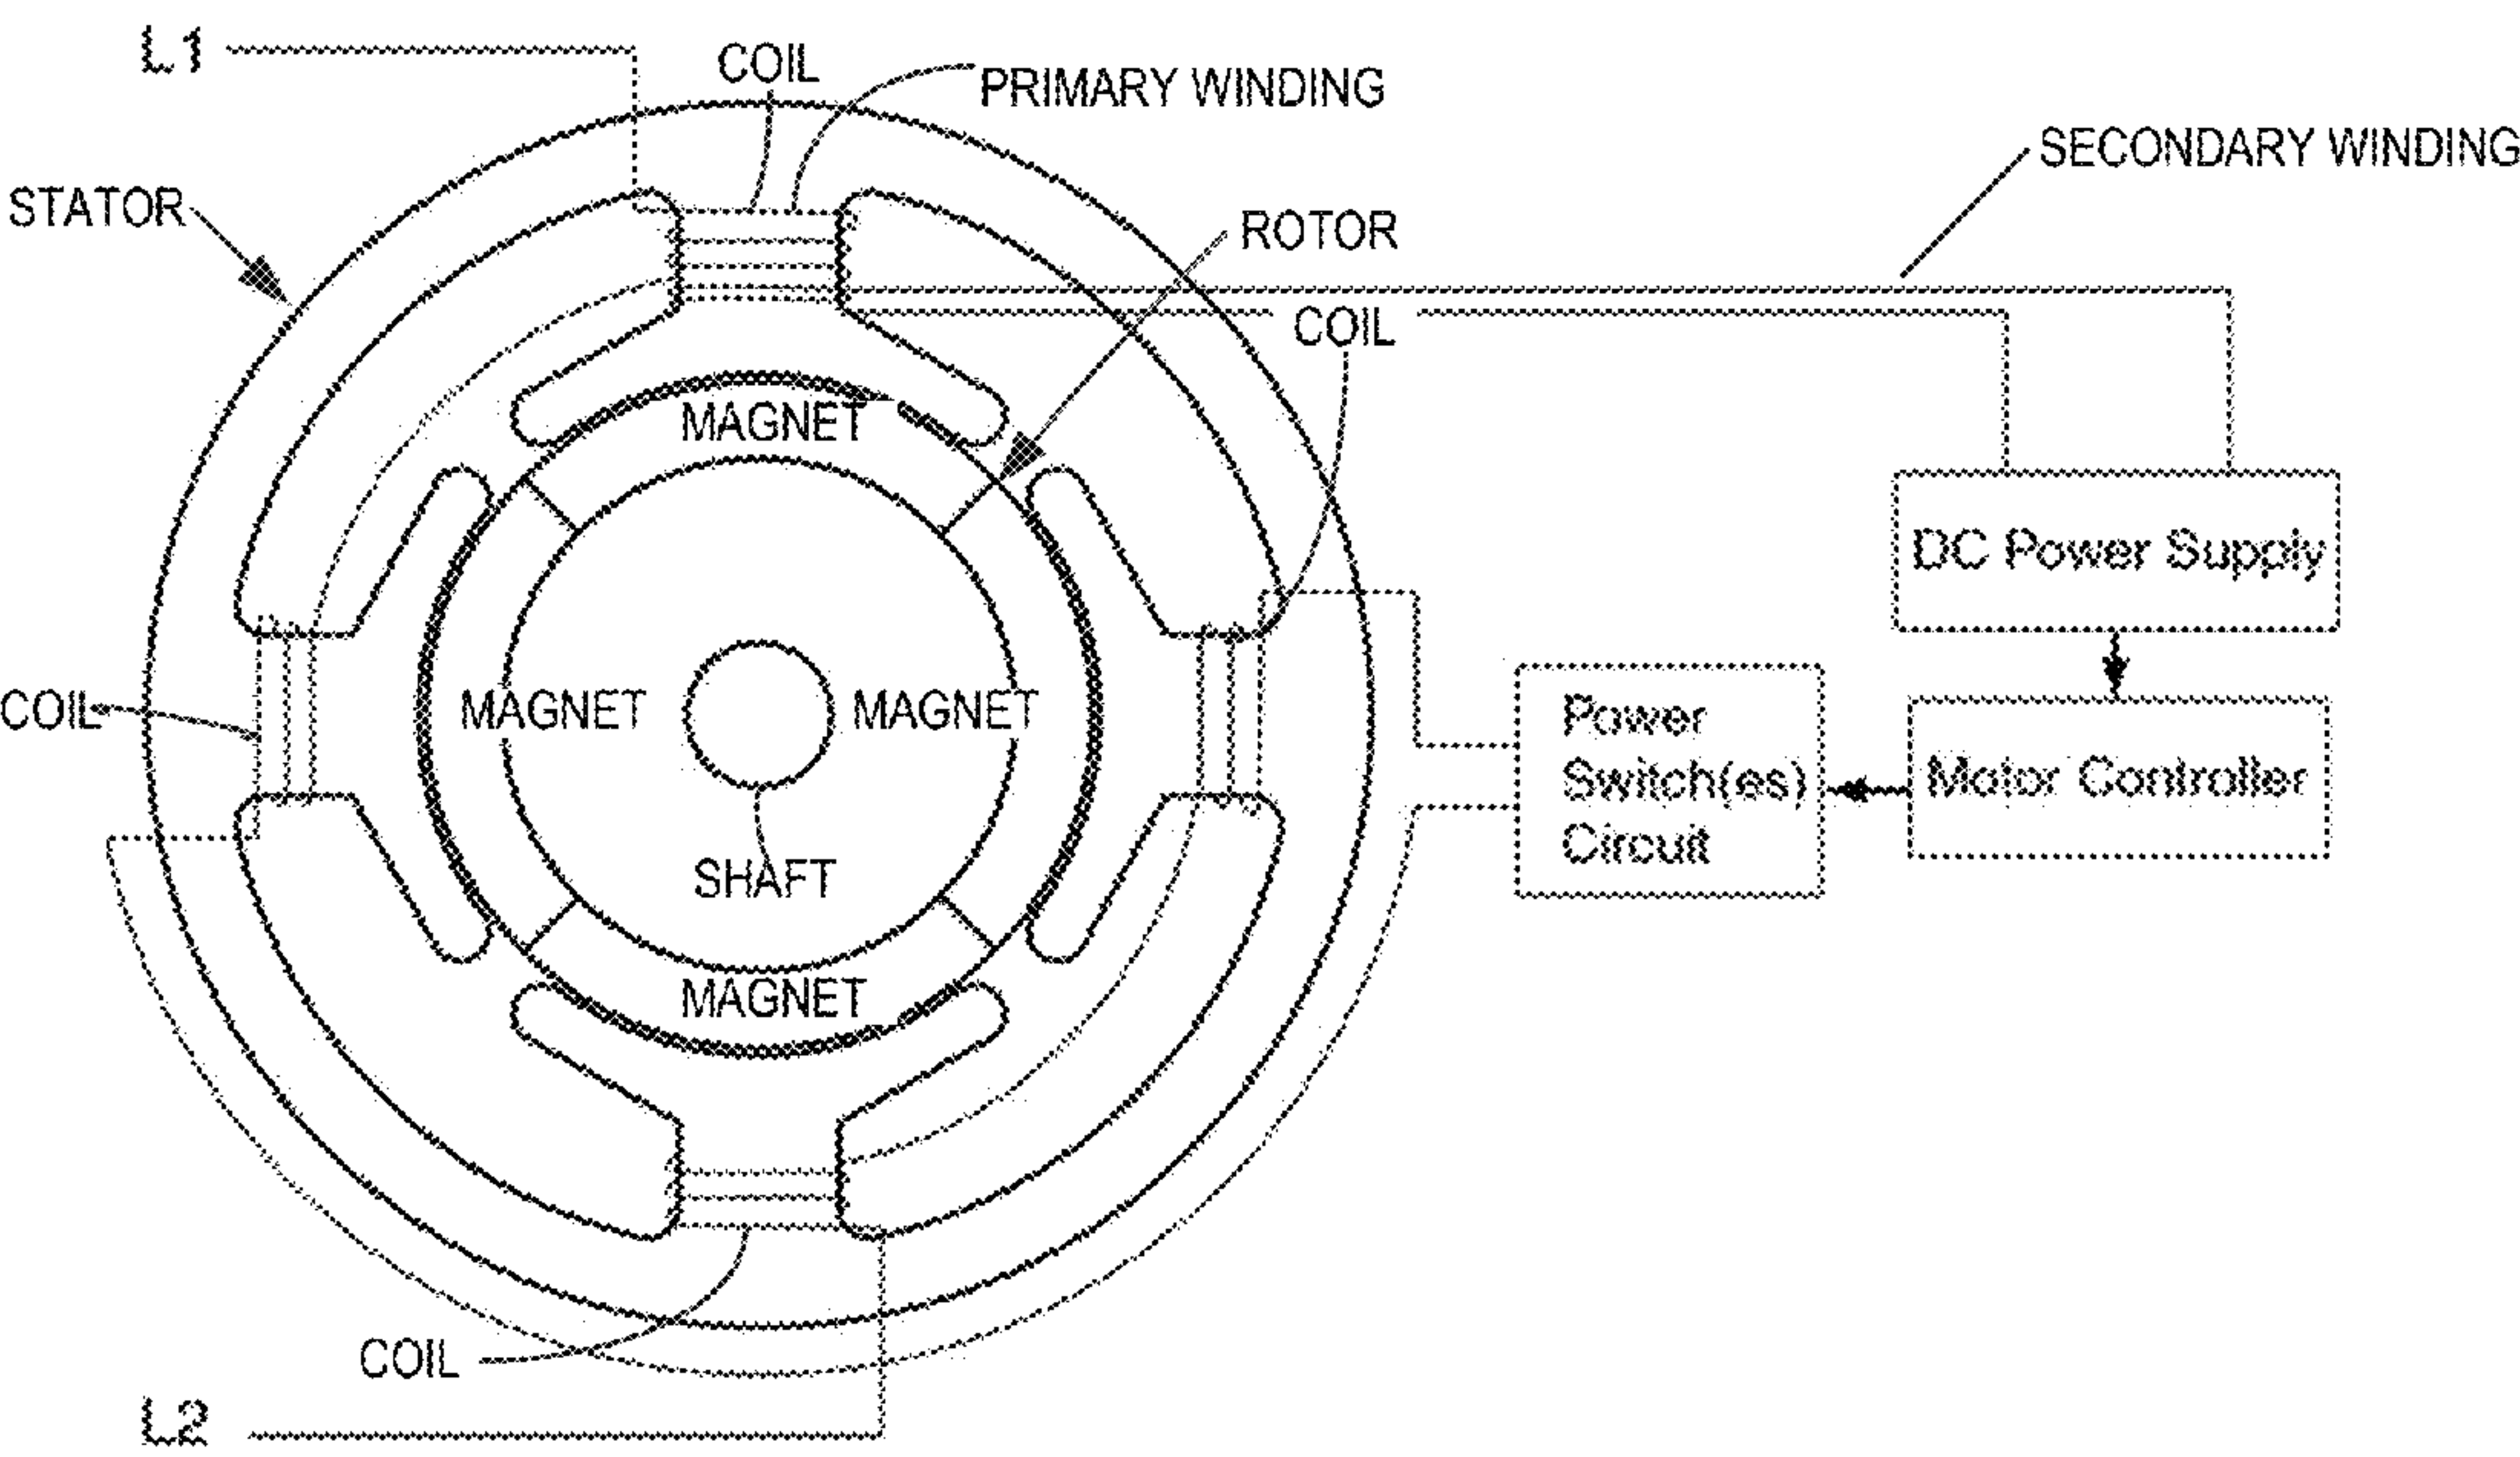 L1
COIL
PRIMARY WINDING
SECONDARY WINDING
STATOR
ROTOR
COIL
MAGNET
DC Power Supply
COIL
MAGNET
MAGNET
Power
Switch(es)
Circuit
Motor Controller
SHAFT
MAGNET
COIL
L2